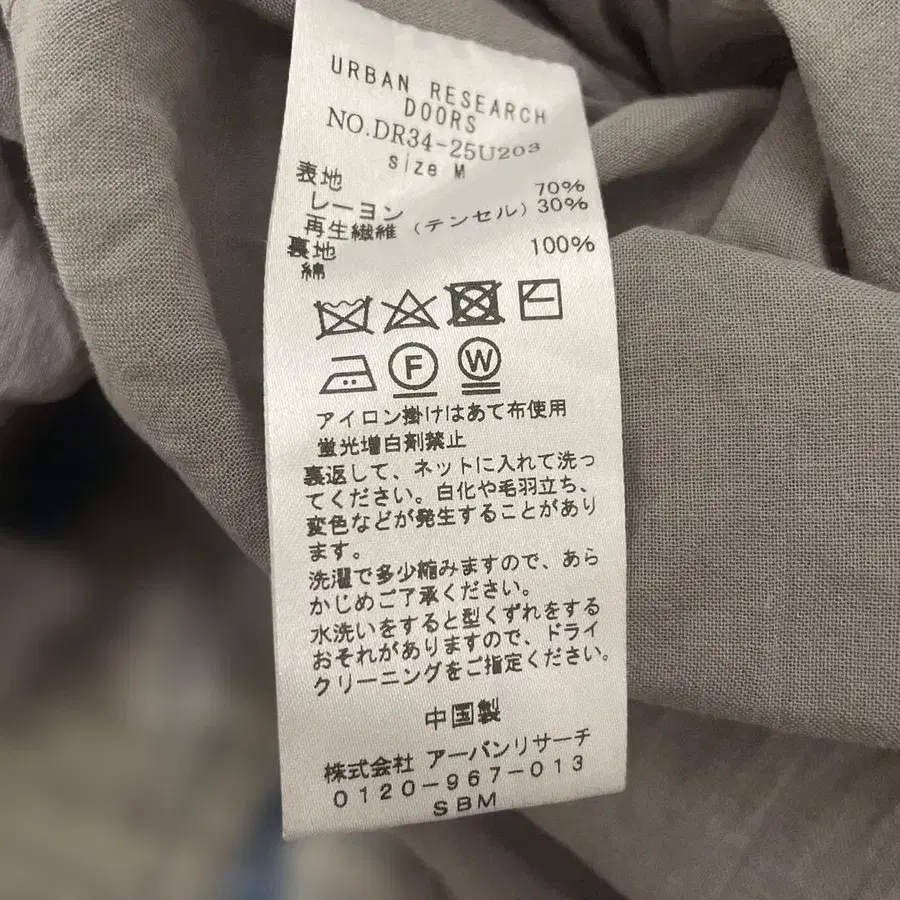 URBAN RESEARCH
DOORS
NO.DR34-25U203
size M
表地
レーヨン 70%
再生繊維（テンセル）30%
裏地
綿 100%
F W
アイロン掛けはあて布使用
蛍光増白剤禁止
裏返して、ネットに入れて洗っ
てください。白化や毛羽立ち、
変色などが発生することがあり
ます。
洗濯で多少縮みますので、あら
かじめご了承ください。
水洗いをすると型くずれをする
おそれがありますので、ドライ
クリーニングをご指定ください。
中国製
株式会社 アーバンリサーチ
0120-967-013
SBM